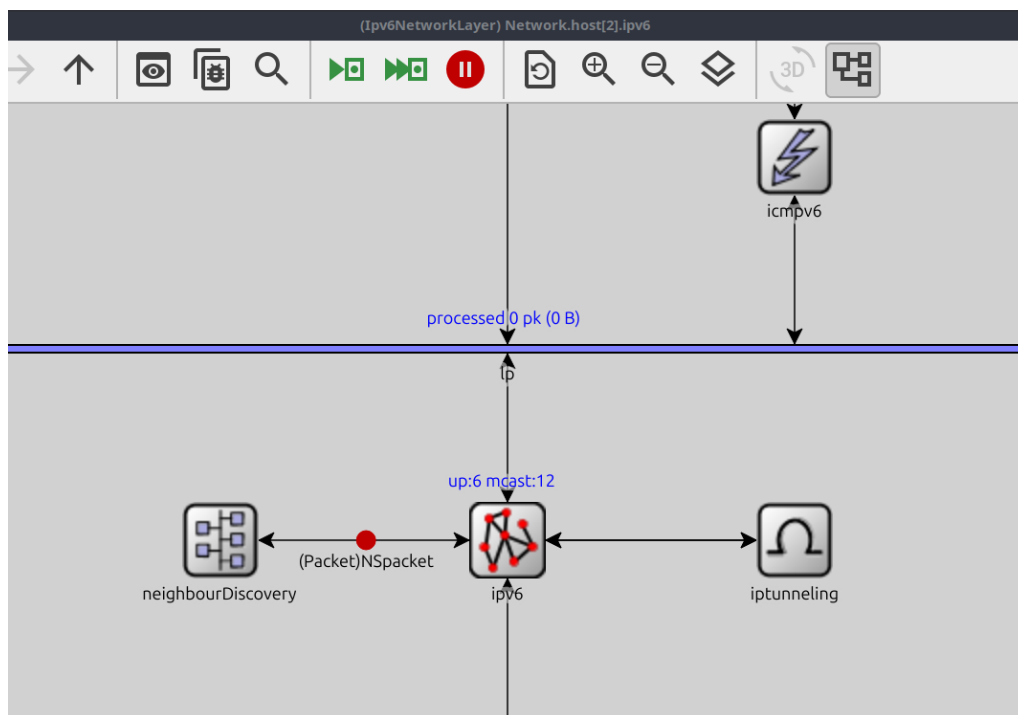 (Ipv6NetworkLayer) Network.host[2].ipv6
3D
icmpv6
processed 0 pk (0 B)
lp
up:6 mcast:12
(Packet)NSpacket
neighbourDiscovery
ipv6
iptunneling